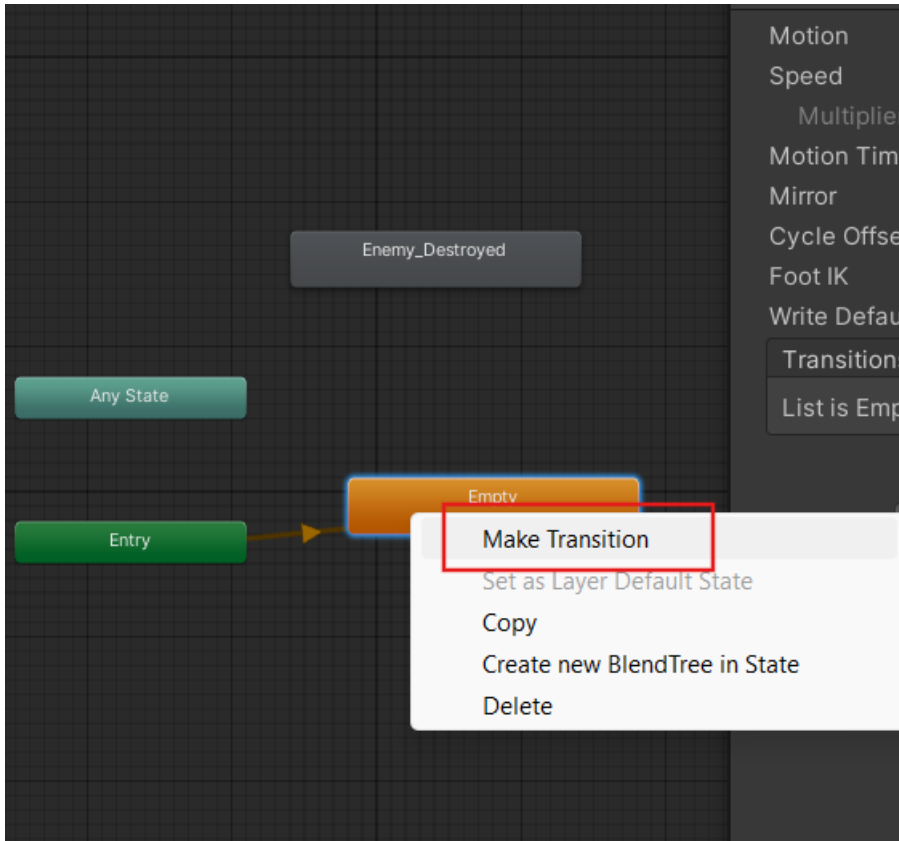 Motion
Speed
Multiplie
Motion Tim
Mirror
Cycle Offse
Foot IK
Write Defau
Transitions
List is Emp
Enemy_Destroyed
Any State
Entry
Empty
Make Transition
Set as Layer Default State
Copy
Create new BlendTree in State
Delete